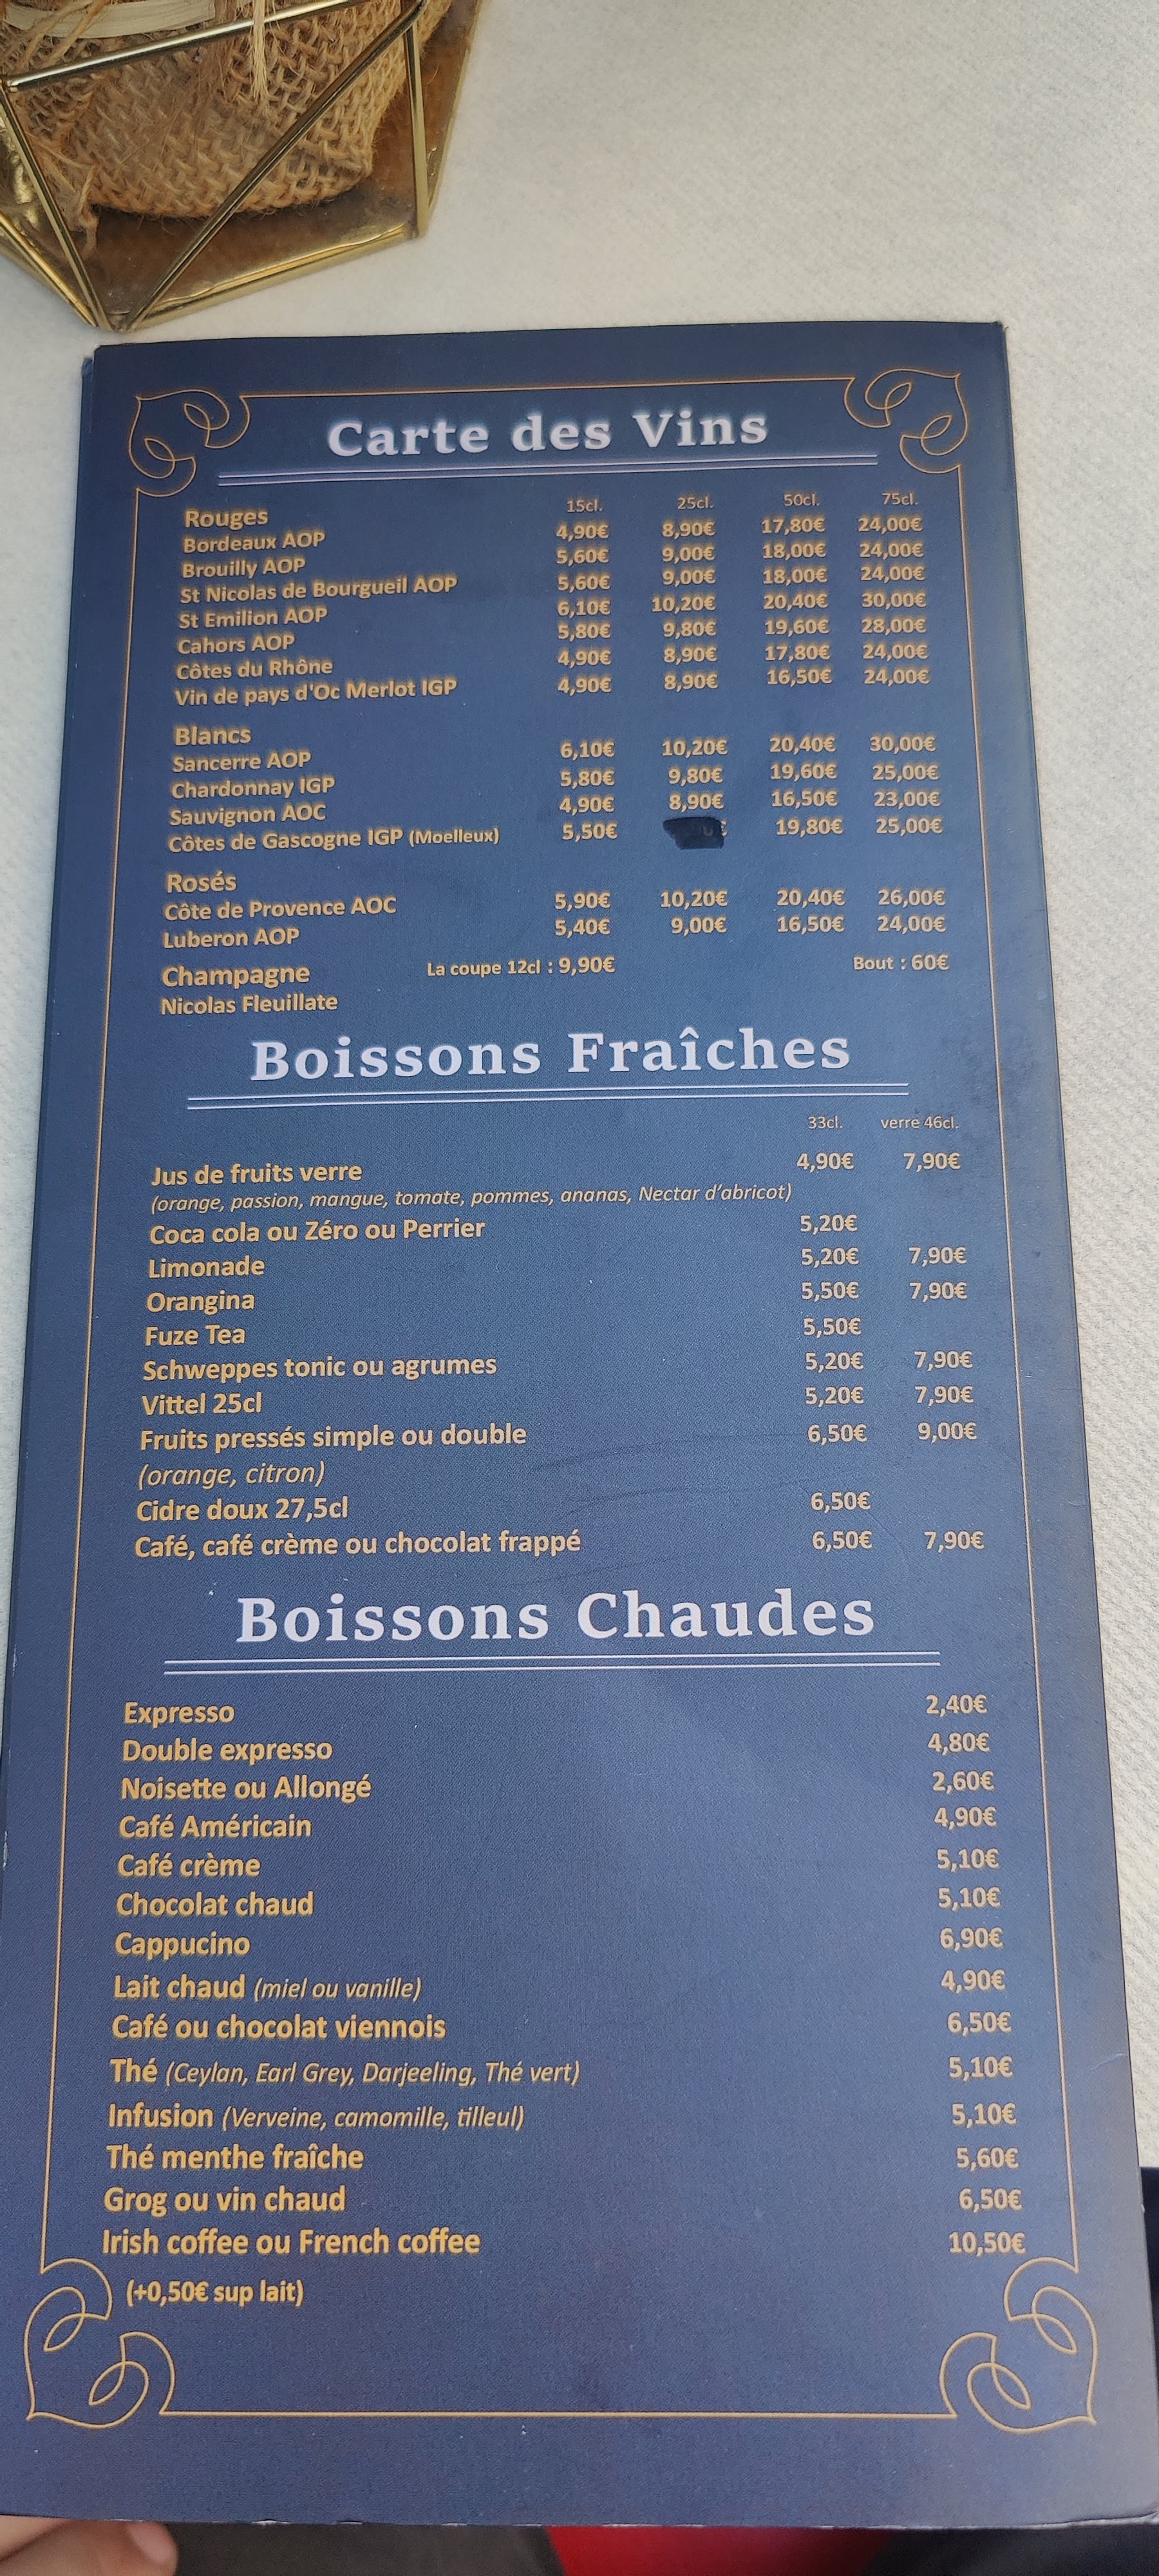 Carte des Vins
Rouges 15cl. 25cl. 50cl. 75cl.
Bordeaux AOP 4,90€ 8,90€ 17,80€ 24,00€
Brouilly AOP 5,60€ 9,00€ 18,00€ 24,00€
St Nicolas de Bourgueil AOP 5,60€ 9,00€ 18,00€ 24,00€
St Emilion AOP 6,10€ 10,20€ 20,40€ 30,00€
Cahors AOP 5,80€ 9,80€ 19,60€ 28,00€
Côtes du Rhône 4,90€ 8,90€ 17,80€ 24,00€
Vin de pays d'Oc Merlot IGP 4,90€ 8,90€ 16,50€ 24,00€
Blancs
Sancerre AOP 6,10€ 10,20€ 20,40€ 30,00€
Chardonnay IGP 5,80€ 9,80€ 19,60€ 25,00€
Sauvignon AOC 4,90€ 8,90€ 16,50€ 23,00€
Côtes de Gascogne IGP (Moelleux) 5,50€ 19,80€ 25,00€
Rosés
Côte de Provence AOC 5,90€ 10,20€ 20,40€ 26,00€
Luberon AOP 5,40€ 9,00€ 16,50€ 24,00€
Champagne La coupe 12cl : 9,90€ Bout : 60€
Nicolas Fleuillate
Boissons Fraîches
33cl. verre 46cl.
Jus de fruits verre 4,90€ 7,90€
(orange, passion, mangue, tomate, pommes, ananas, Nectar d'abricot)
Coca cola ou Zéro ou Perrier 5,20€
Limonade 5,20€ 7,90€
Orangina 5,50€ 7,90€
Fuze Tea 5,50€
Schweppes tonic ou agrumes 5,20€ 7,90€
Vittel 25cl 5,20€ 7,90€
Fruits pressés simple ou double 6,50€ 9,00€
(orange, citron)
Cidre doux 27,5cl 6,50€
Café, café crème ou chocolat frappé 6,50€ 7,90€
Boissons Chaudes
Expresso 2,40€
Double expresso 4,80€
Noisette ou Allongé 2,60€
Café Américain 4,90€
Café crème 5,10€
Chocolat chaud 5,10€
Cappucino 6,90€
Lait chaud (miel ou vanille) 4,90€
Café ou chocolat viennois 6,50€
Thé (Ceylan, Earl Grey, Darjeeling, Thé vert) 5,10€
Infusion (Verveine, camomille, tilleul) 5,10€
Thé menthe fraîche 5,60€
Grog ou vin chaud 6,50€
Irish coffee ou French coffee 10,50€
(+0,50€ sup lait)